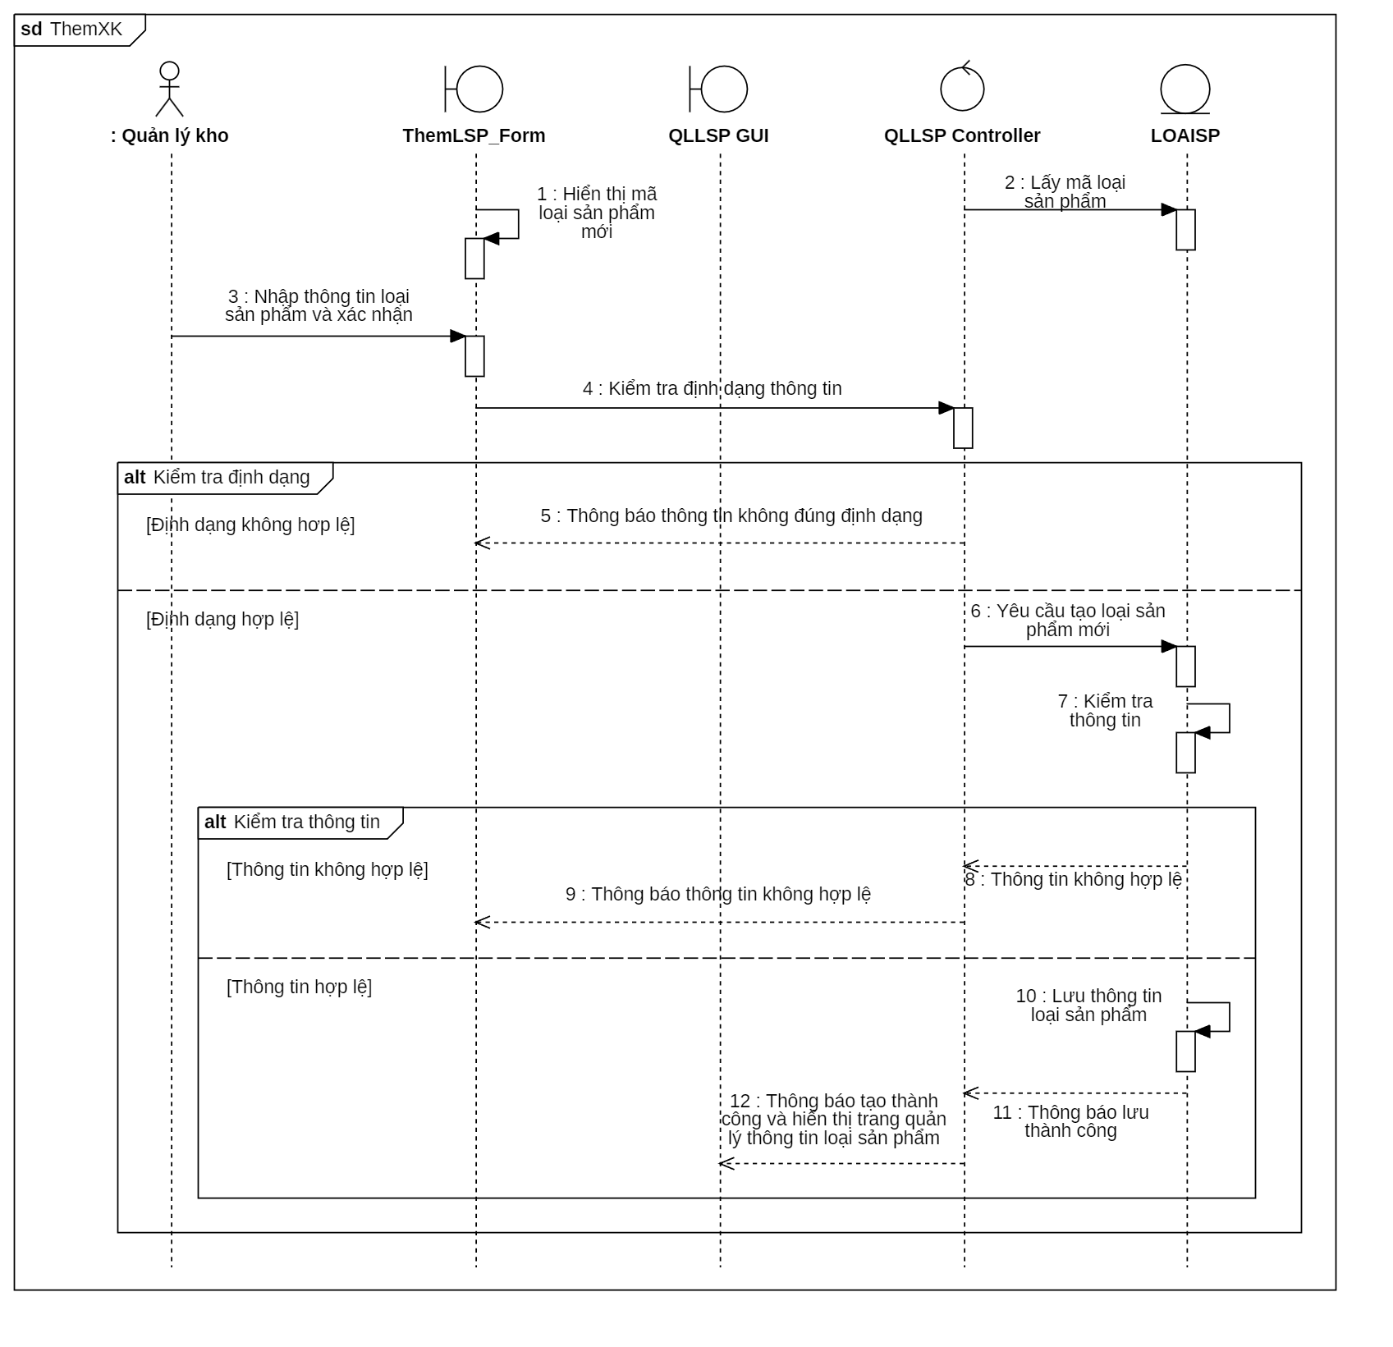 sd ThemXK
: Quản lý kho
ThemLSP_Form
QLLSP GUI
QLLSP Controller
LOAISP
1 : Hiển thị mã
loại sản phẩm
mới
2 : Lấy mã loại
sản phẩm
3 : Nhập thông tin loại
sản phẩm và xác nhận
4 : Kiểm tra định dạng thông tin
alt Kiểm tra định dạng
[Định dạng không hơp lệ]
5 : Thông báo thông tin không đúng định dạng
[Định dạng hợp lệ]
6 : Yêu cầu tạo loại sản
phẩm mới
7 : Kiểm tra
thông tin
alt Kiểm tra thông tin
[Thông tin không hợp lệ]
8 : Thông tin không hợp lệ
9 : Thông báo thông tin không hợp lệ
[Thông tin hợp lệ]
10 : Lưu thông tin
loại sản phẩm
11 : Thông báo lưu
thành công
12 : Thông báo tạo thành
công và hiển thị trang quản
lý thông tin loại sản phẩm